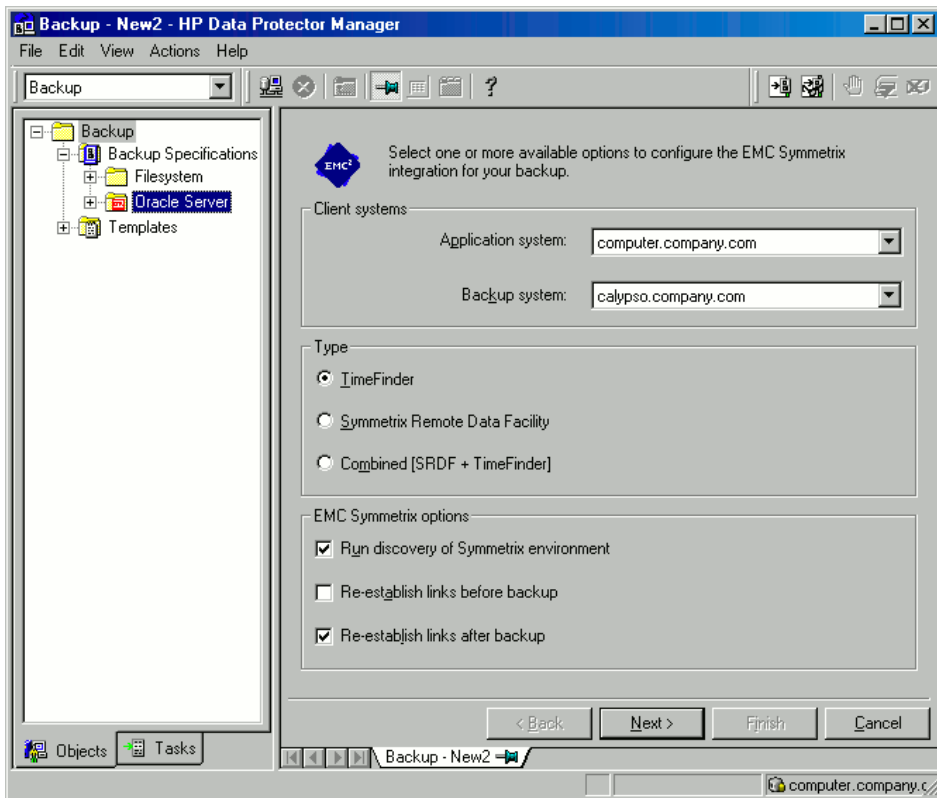 Backup - New2 - HP Data Protector Manager
File Edit View Actions Help
Backup
?
Backup
Backup Specifications
Filesystem
Oracle Server
Templates
EMC²
Select one or more available options to configure the EMC Symmetrix
integration for your backup.
Client systems
Application system: computer.company.com
Backup system: calypso.company.com
Type
TimeFinder
Symmetrix Remote Data Facility
Combined [SRDF + TimeFinder]
EMC Symmetrix options
Run discovery of Symmetrix environment
Re-establish links before backup
Re-establish links after backup
< Back Next > Finish Cancel
Objects Tasks
Backup - New2
computer.company.c